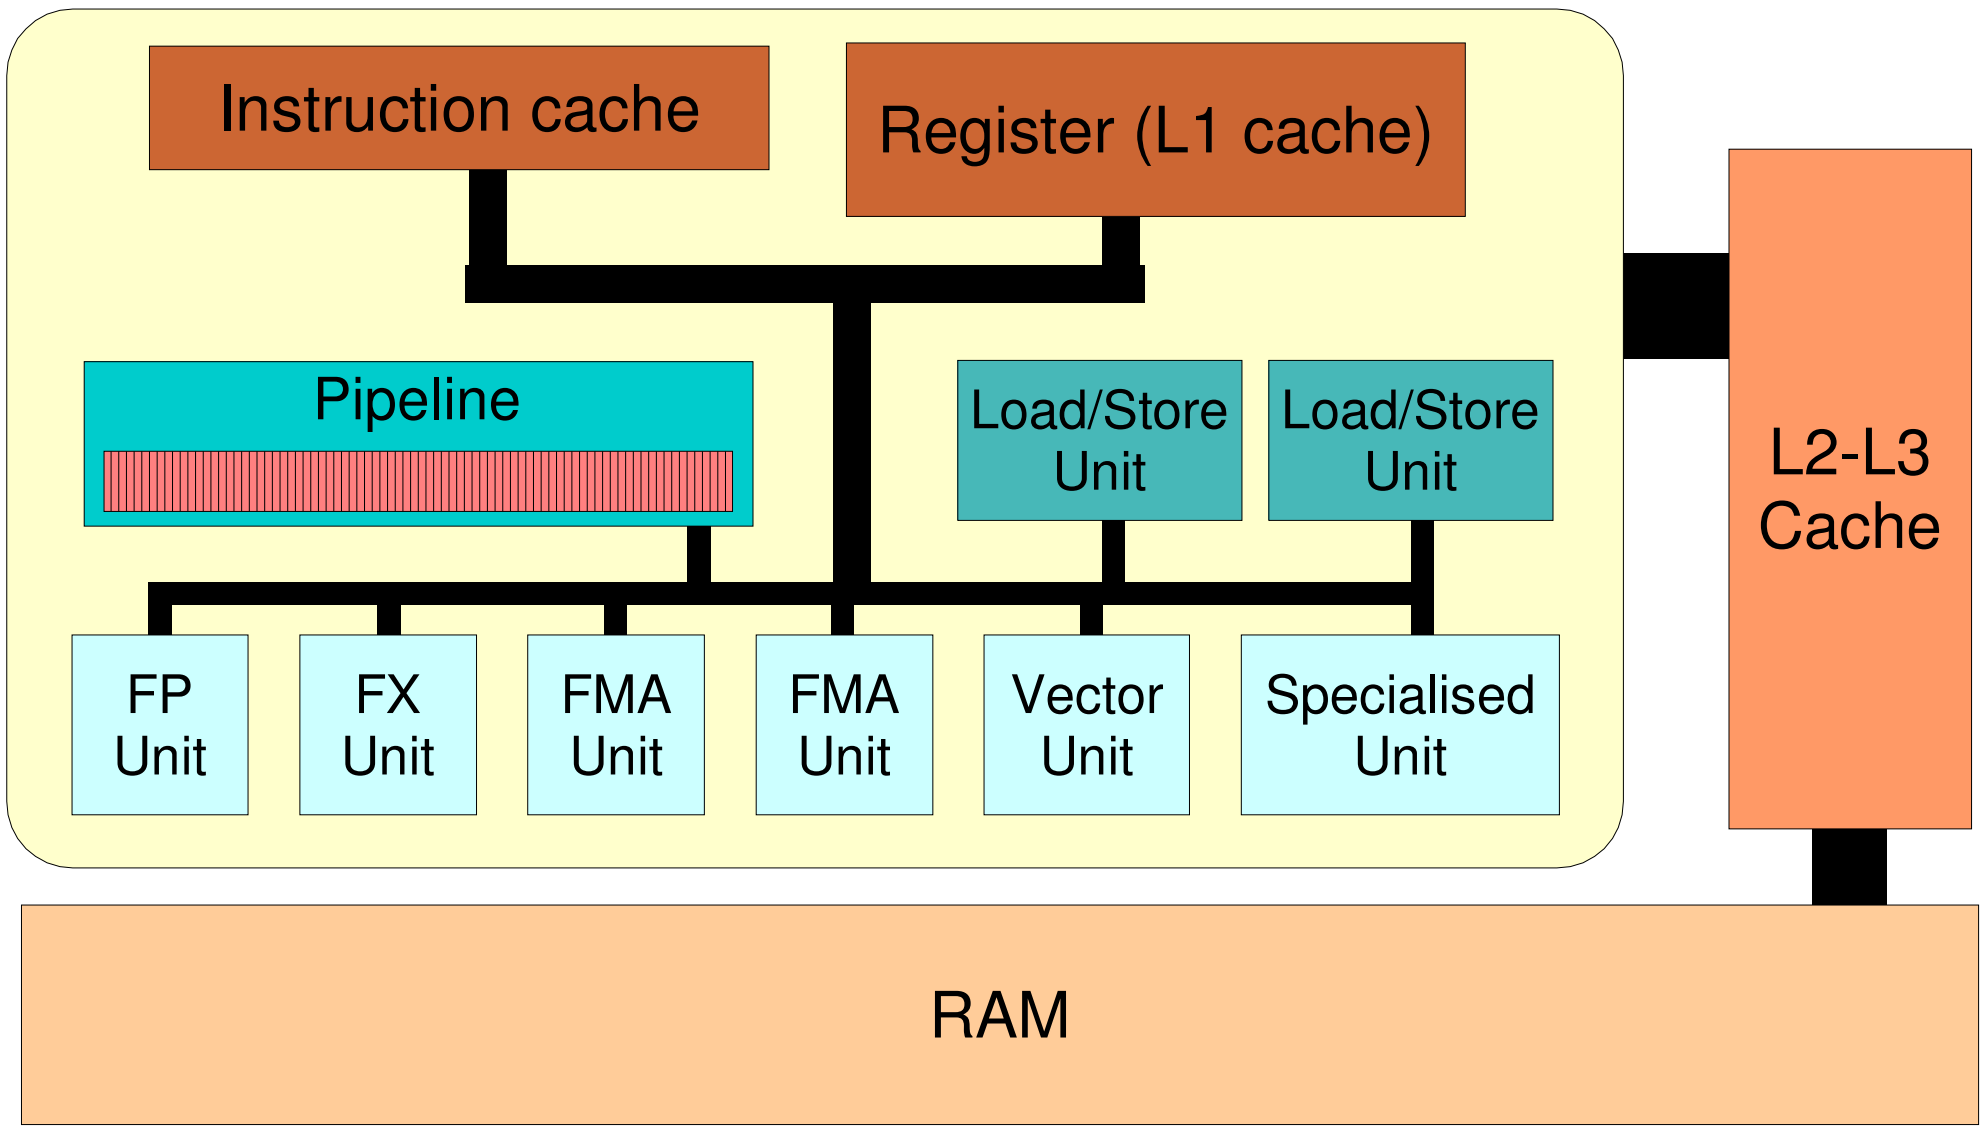 Instruction cache
Register (L1 cache)
Pipeline
Load/Store
Unit
Load/Store
Unit
L2-L3
Cache
FP
Unit
FX
Unit
FMA
Unit
FMA
Unit
Vector
Unit
Specialised
Unit
RAM